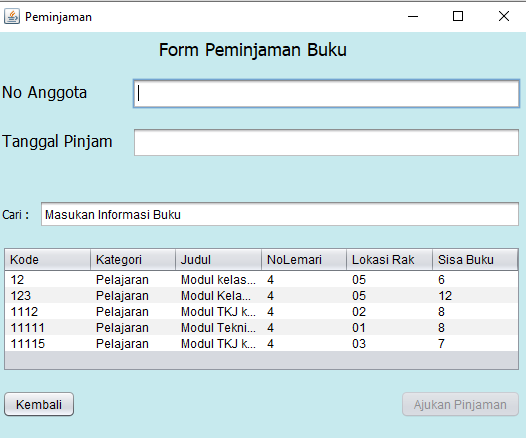 Peminjaman
Form Peminjaman Buku
No Anggota
Tanggal Pinjam
Cari : Masukan Informasi Buku
Kode Kategori Judul NoLemari Lokasi Rak Sisa Buku
12 Pelajaran Modul kelas... 4 05 6
123 Pelajaran Modul Kela... 4 05 12
1112 Pelajaran Modul TKJ k... 4 02 8
11111 Pelajaran Modul Tekni... 4 01 8
11115 Pelajaran Modul TKJ k... 4 03 7
Kembali Ajukan Pinjaman